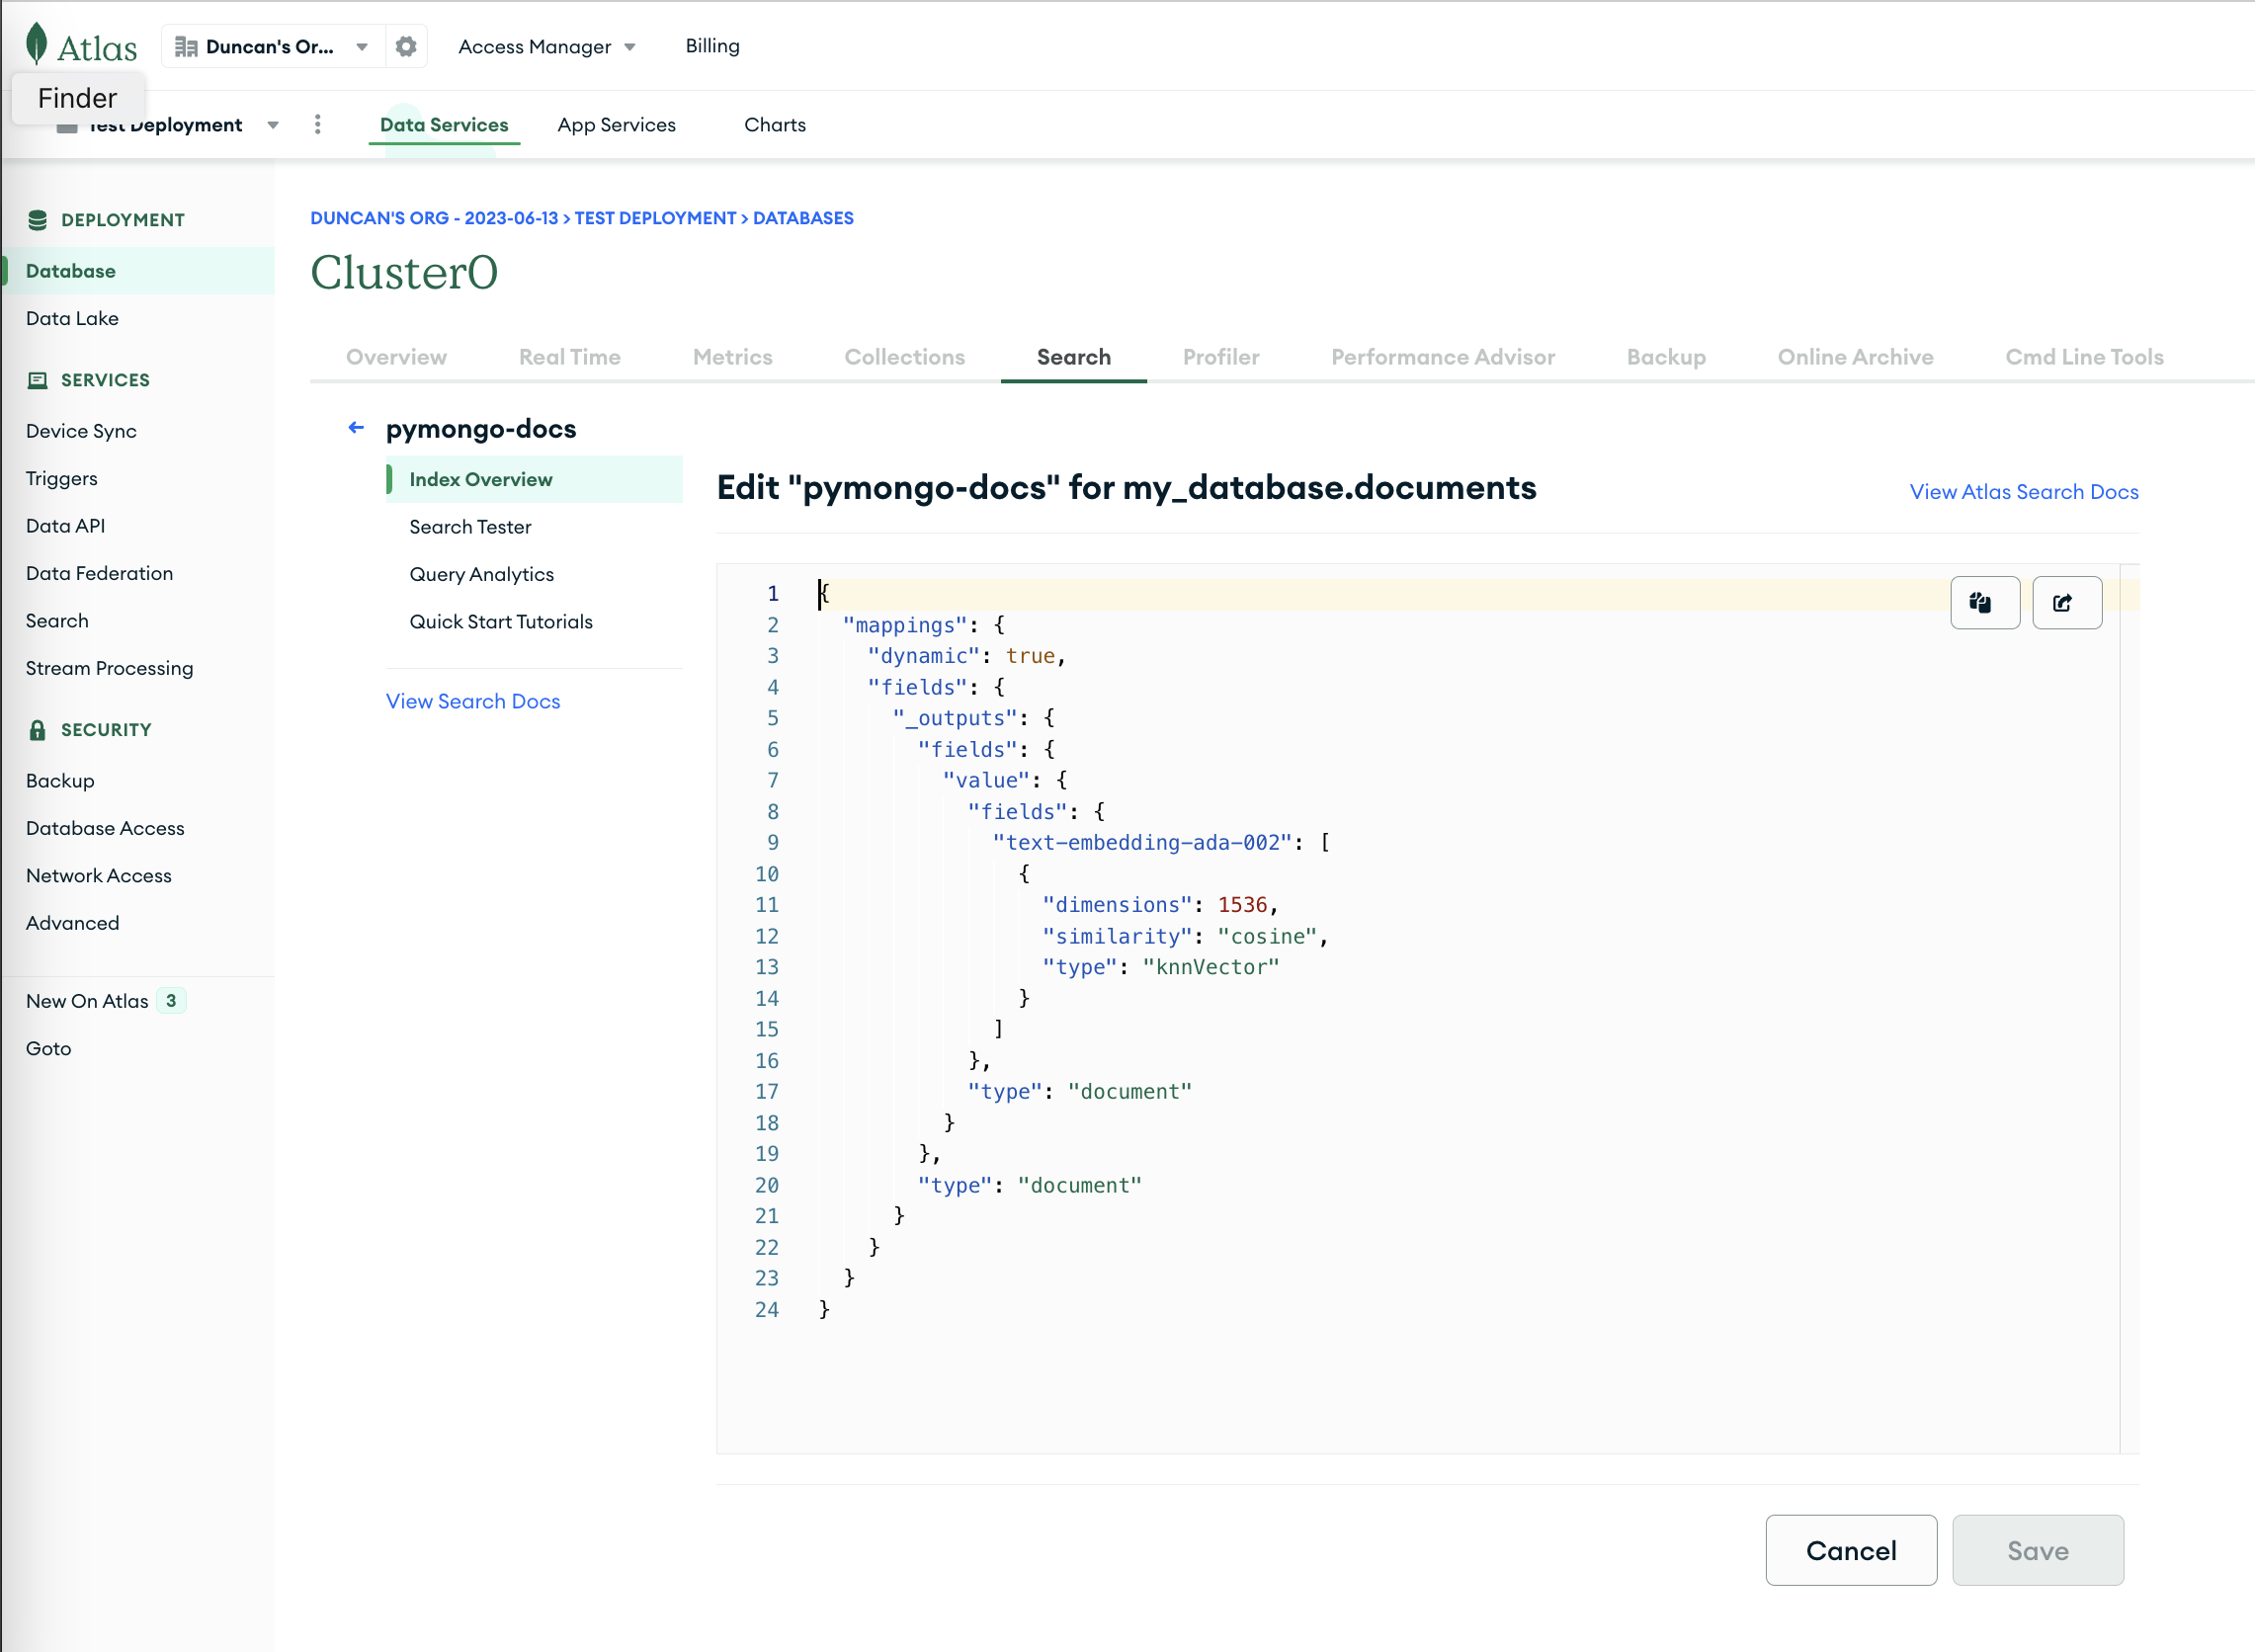 Atlas
Duncan's Or...
Access Manager
Billing
Finder
Test Deployment
Data Services
App Services
Charts
DEPLOYMENT
Database
Data Lake
SERVICES
Device Sync
Triggers
Data API
Data Federation
Search
Stream Processing
SECURITY
Backup
Database Access
Network Access
Advanced
New On Atlas 3
Goto
DUNCAN'S ORG - 2023-06-13 > TEST DEPLOYMENT > DATABASES
Cluster0
Overview
Real Time
Metrics
Collections
Search
Profiler
Performance Advisor
Backup
Online Archive
Cmd Line Tools
pymongo-docs
Index Overview
Search Tester
Query Analytics
Quick Start Tutorials
View Search Docs
Edit "pymongo-docs" for my_database.documents
View Atlas Search Docs
1 {
2 "mappings": {
3 "dynamic": true,
4 "fields": {
5 "_outputs": {
6 "fields": {
7 "value": {
8 "fields": {
9 "text-embedding-ada-002": [
10 {
11 "dimensions": 1536,
12 "similarity": "cosine",
13 "type": "knnVector"
14 }
15 ]
16 },
17 "type": "document"
18 }
19 },
20 "type": "document"
21 }
22 }
23 }
24 }
Cancel
Save